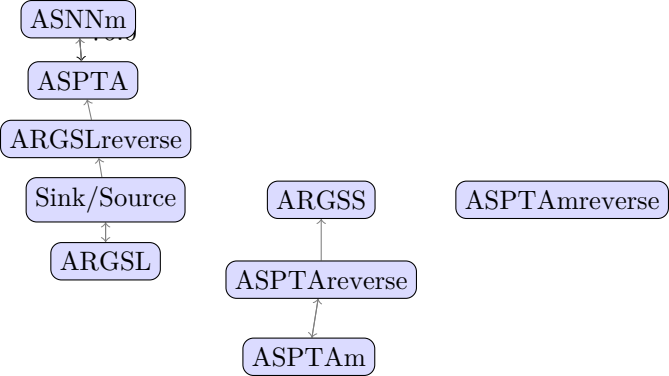 ASNNm
ASPTA
ARGSLreverse
Sink/Source
ARGSL
ARGSS
ASPTAreverse
ASPTAm
ASPTAmreverse